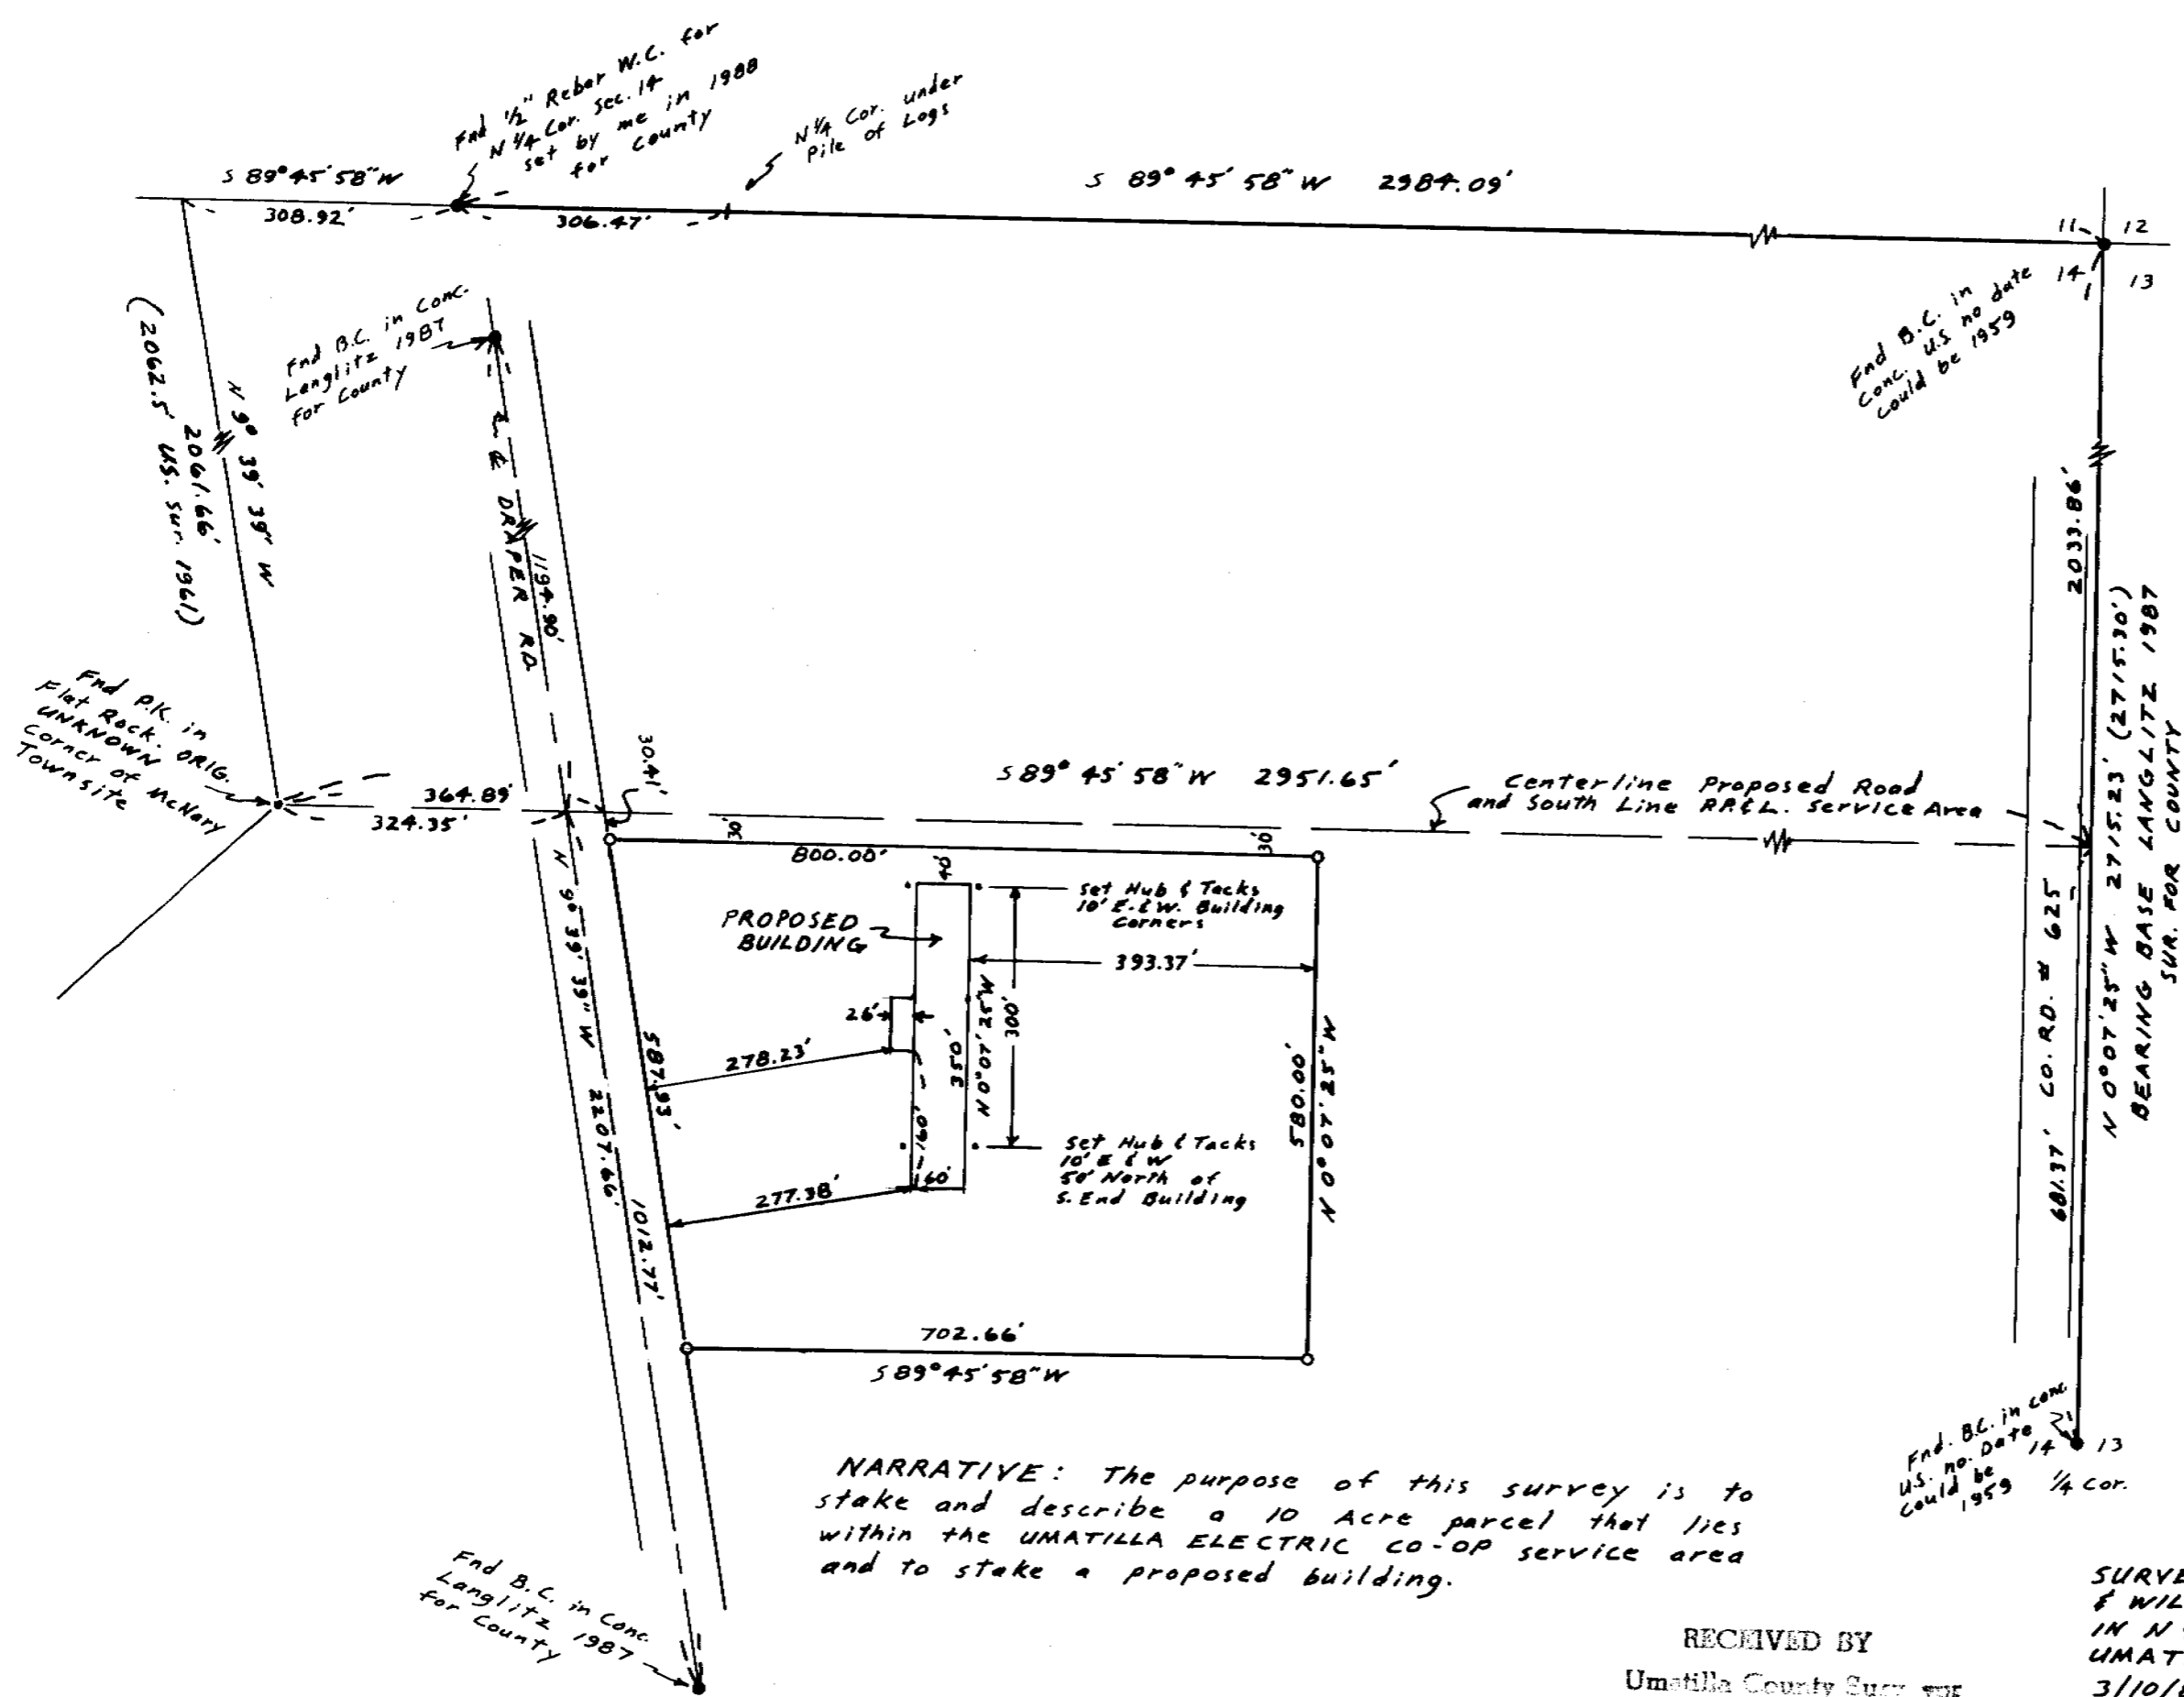 Fnd 1/2" Rebar W.C. for
N 1/4 Cor. Sec. 14
set by me in 1988
for County
N 1/4 Cor. under
Pile of Logs
S 89° 45' 58" W
308.92'
306.47'
S 89° 45' 58" W 2984.09'
11 12
14 13
Fnd B.C. in
Conc. U.S. no date
could be 1959
Fnd B.C. in Conc.
Langlitz 1987
for County
N 9° 39' 39" W
2061.66'
(2062.5' U.S. Sur. 1961)
℄ DRAPER RD.
1194.90'
2033.86'
N 0° 07' 25" W 2715.23' (2715.30')
BEARING BASE LANGLITZ 1987
SUR. FOR COUNTY
Fnd P.K. in
Flat Rock. ORIG.
UNKNOWN
Corner of McNary
Townsite
364.89'
324.35'
30.41'
S 89° 45' 58" W 2951.65'
Centerline Proposed Road
and South Line P.P.&L. Service Area
30'
30'
800.00'
40'
Set Hub & Tacks
10' E. & W. Building
Corners
PROPOSED
BUILDING
393.37'
N 9° 39' 39" W 2207.66'
26'
350'
N 0° 07' 25" W
300'
278.23'
587.93'
580.00'
N 0° 07' 25" W
CO. RD. # 625
681.37'
160'
60'
Set Hub & Tacks
10' E & W
50' North of
S. End Building
277.38'
1012.77'
702.66'
S 89° 45' 58" W
Fnd. B.C. in Conc.
U.S. no. Date
could be
1959
14 13
1/4 Cor.
NARRATIVE: The purpose of this survey is to
stake and describe a 10 Acre parcel that lies
within the UMATILLA ELECTRIC CO-OP service area
and to stake a proposed building.
Fnd B.C. in Conc.
Langlitz 1987
for County
RECEIVED BY
Umatilla County
SURVE
& WIL
IN N
UMAT
3/10/